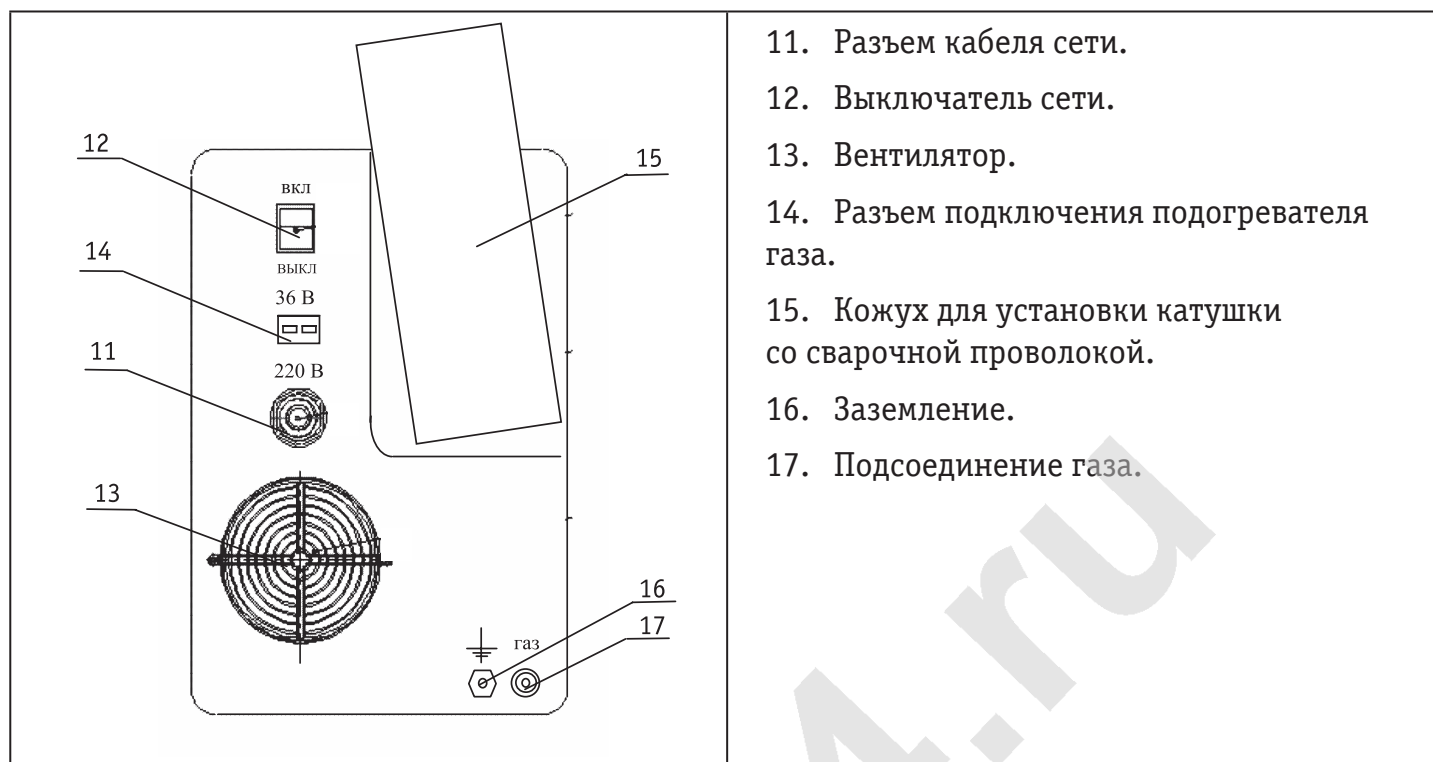 12
вкл
выкл
14
36 В
11
220 В
13
15
16
газ
17
11. Разъем кабеля сети.
12. Выключатель сети.
13. Вентилятор.
14. Разъем подключения подогревателя
газа.
15. Кожух для установки катушки
со сварочной проволокой.
16. Заземление.
17. Подсоединение газа.
4.ru